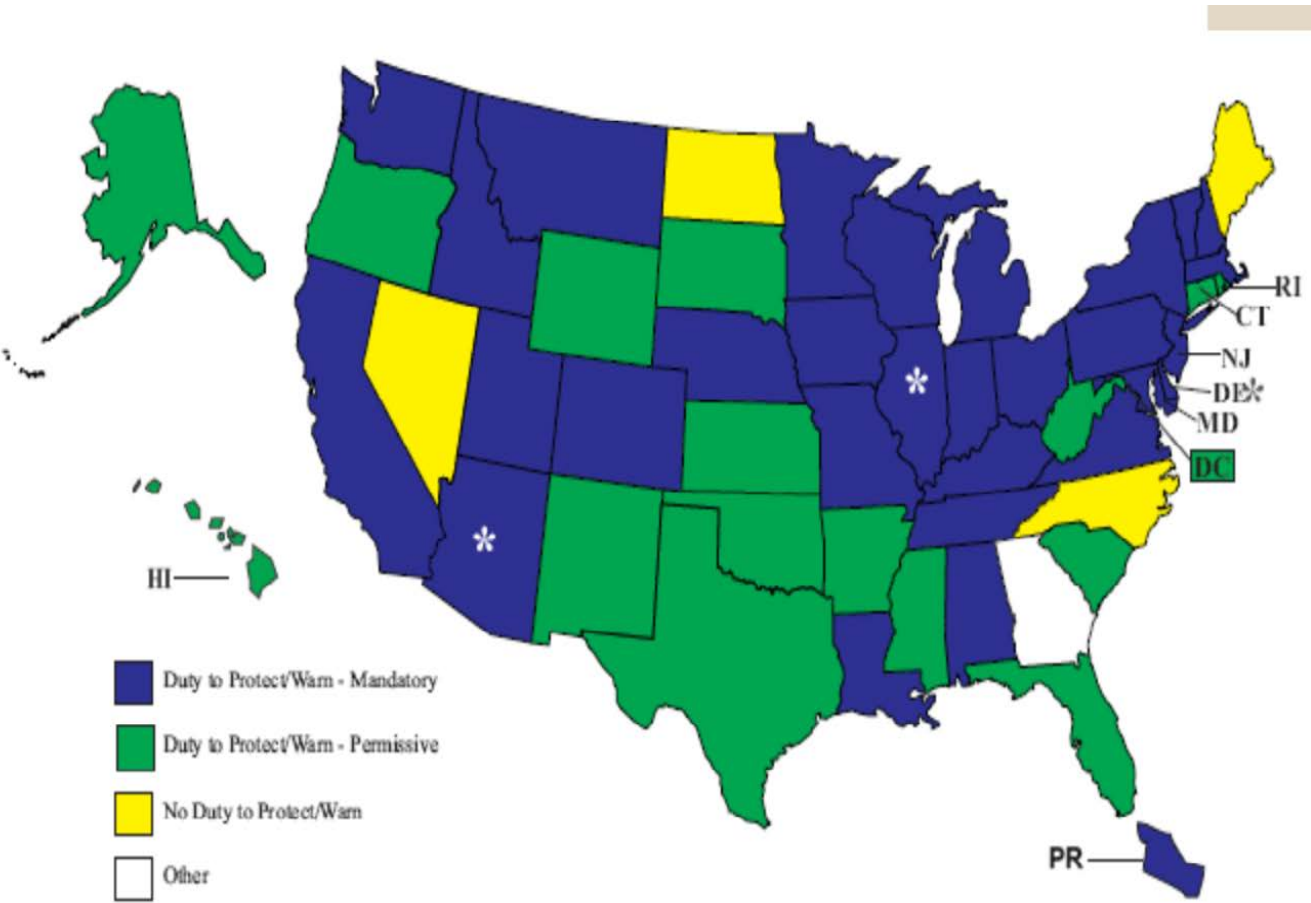 RI
CT
NJ
*
DE*
MD
DC
*
HI
Duty to Protect/Warn - Mandatory
Duty to Protect/Warn - Permissive
No Duty to Protect/Warn
PR
Other